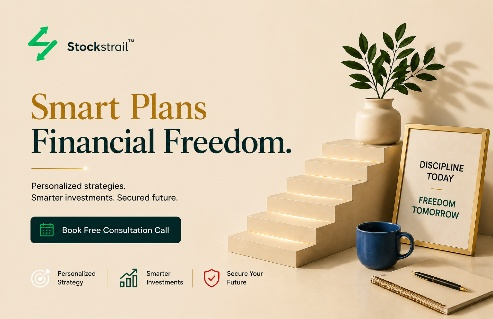 Stockstrail™
Smart Plans
Financial Freedom.
Personalized strategies.
Smarter investments. Secured future.
Book Free Consultation Call
Personalized
Strategy
Smarter
Investments
Secure Your
Future
DISCIPLINE
TODAY
FREEDOM
TOMORROW